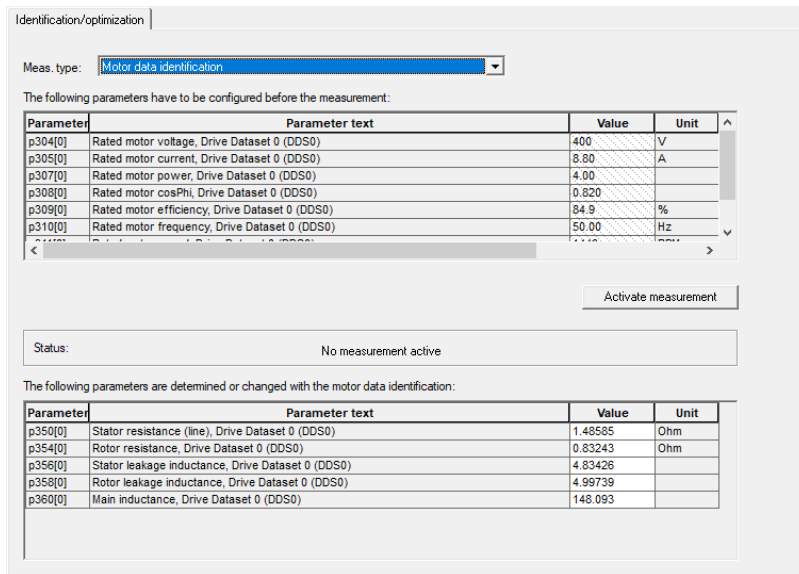 Identification/optimization
Meas. type: Motor data identification
The following parameters have to be configured before the measurement:
Parameter Parameter text Value Unit
p304[0] Rated motor voltage, Drive Dataset 0 (DDS0) 400 V
p305[0] Rated motor current, Drive Dataset 0 (DDS0) 8.80 A
p307[0] Rated motor power, Drive Dataset 0 (DDS0) 4.00
p308[0] Rated motor cosPhi, Drive Dataset 0 (DDS0) 0.820
p309[0] Rated motor efficiency, Drive Dataset 0 (DDS0) 84.9 %
p310[0] Rated motor frequency, Drive Dataset 0 (DDS0) 50.00 Hz
Activate measurement
Status: No measurement active
The following parameters are determined or changed with the motor data identification:
Parameter Parameter text Value Unit
p350[0] Stator resistance (line), Drive Dataset 0 (DDS0) 1.48585 Ohm
p354[0] Rotor resistance, Drive Dataset 0 (DDS0) 0.83243 Ohm
p356[0] Stator leakage inductance, Drive Dataset 0 (DDS0) 4.83426
p358[0] Rotor leakage inductance, Drive Dataset 0 (DDS0) 4.99739
p360[0] Main inductance, Drive Dataset 0 (DDS0) 148.093